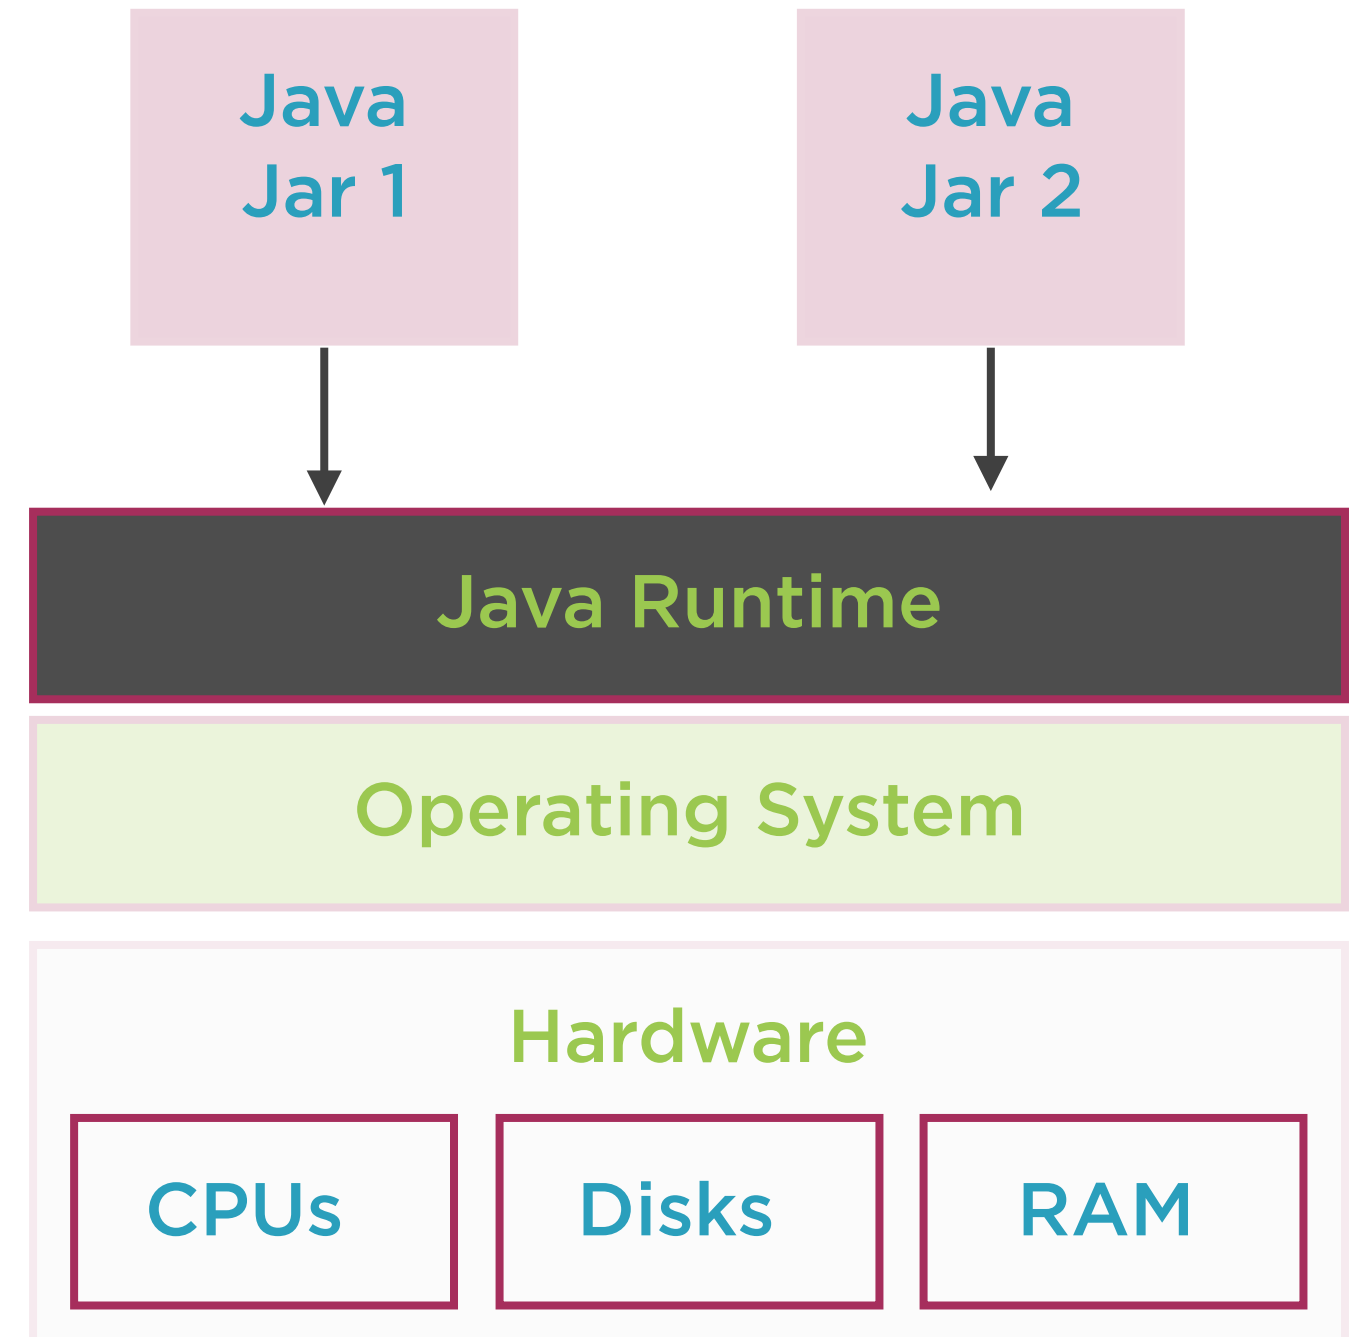 Java
Jar 1
Java
Jar 2
Java Runtime
Operating System
Hardware
CPUs
Disks
RAM